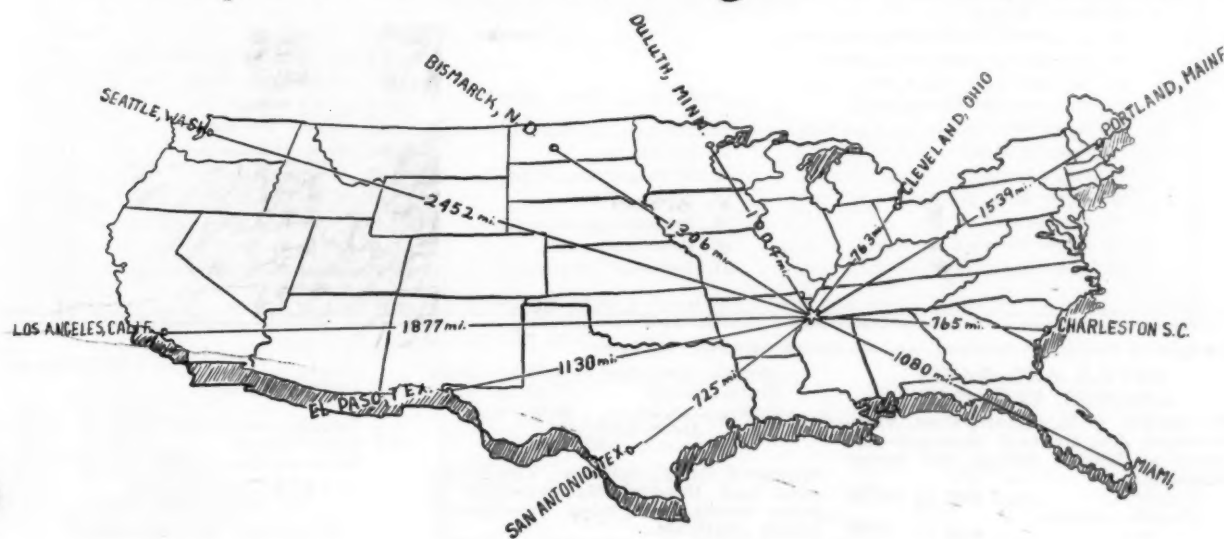 DULUTH, MINN.
BISMARCK, N.D.
CLEVELAND, OHIO
PORTLAND, MAINE
SEATTLE, WASH.
2452 mi.
1306 mi.
1024 mi.
763 mi.
1539 mi.
LOS ANGELES, CALIF.
1877 mi.
765 mi.
CHARLESTON S.C.
1130 mi.
1080 mi.
725 mi.
EL PASO, TEX.
SAN ANTONIO, TEX
MIAMI,